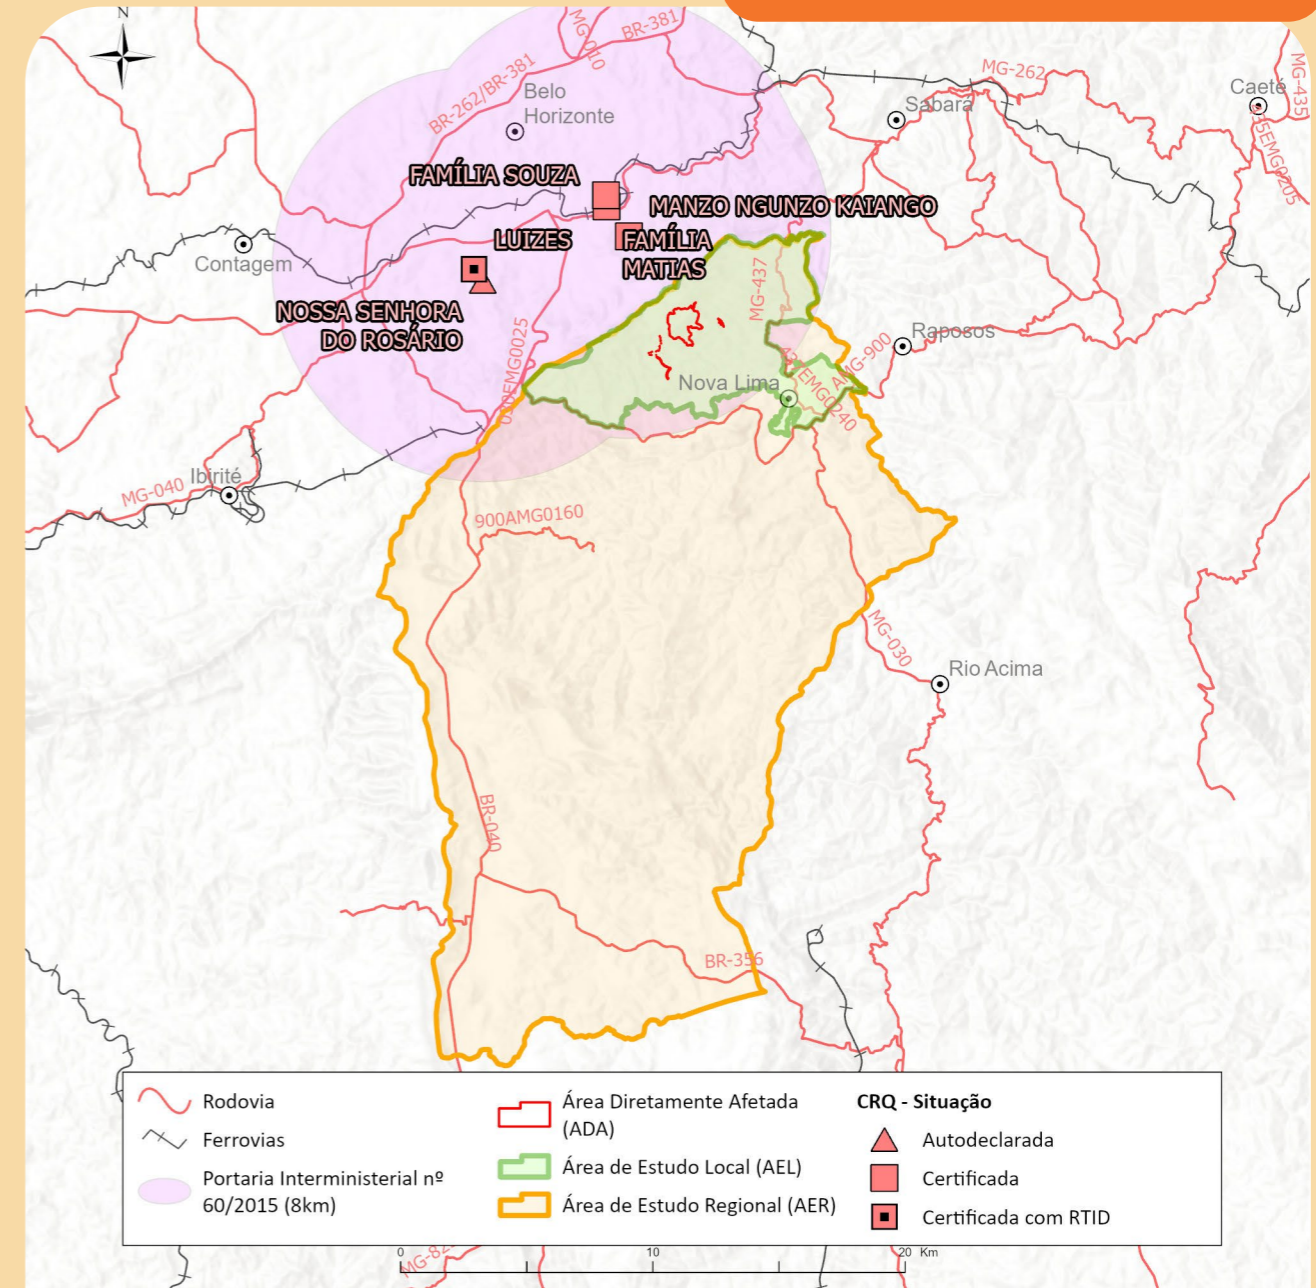 N
BR-381
MG-010
BR-262/BR-381
MG-262
MG-435
Caeté
Belo
Horizonte
Sabará
435EMG0205
FAMÍLIA SOUZA
MANZO NGUNZO KAIANGO
LUIZES
FAMÍLIA
MATIAS
Contagem
MG-437
NOSSA SENHORA
DO ROSÁRIO
Raposos
AMG-900
030EMG0025
Nova Lima
437EMG0240
Ibirité
MG-040
900AMG0160
MG-030
Rio Acima
BR-040
BR-356
Rodovia
Ferrovias
Portaria Interministerial nº
60/2015 (8km)
Área Diretamente Afetada
(ADA)
Área de Estudo Local (AEL)
Área de Estudo Regional (AER)
CRQ - Situação
Autodeclarada
Certificada
Certificada com RTID
0
10
20 Km